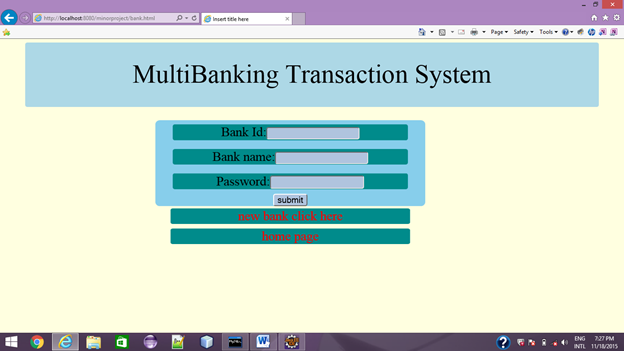 http://localhost:8080/minorproject/bank.html
Insert title here
Page
Safety
Tools
MultiBanking Transaction System
Bank Id:
Bank name:
Password:
submit
new bank click here
home page
ENG
INTL
7:27 PM
11/18/2015